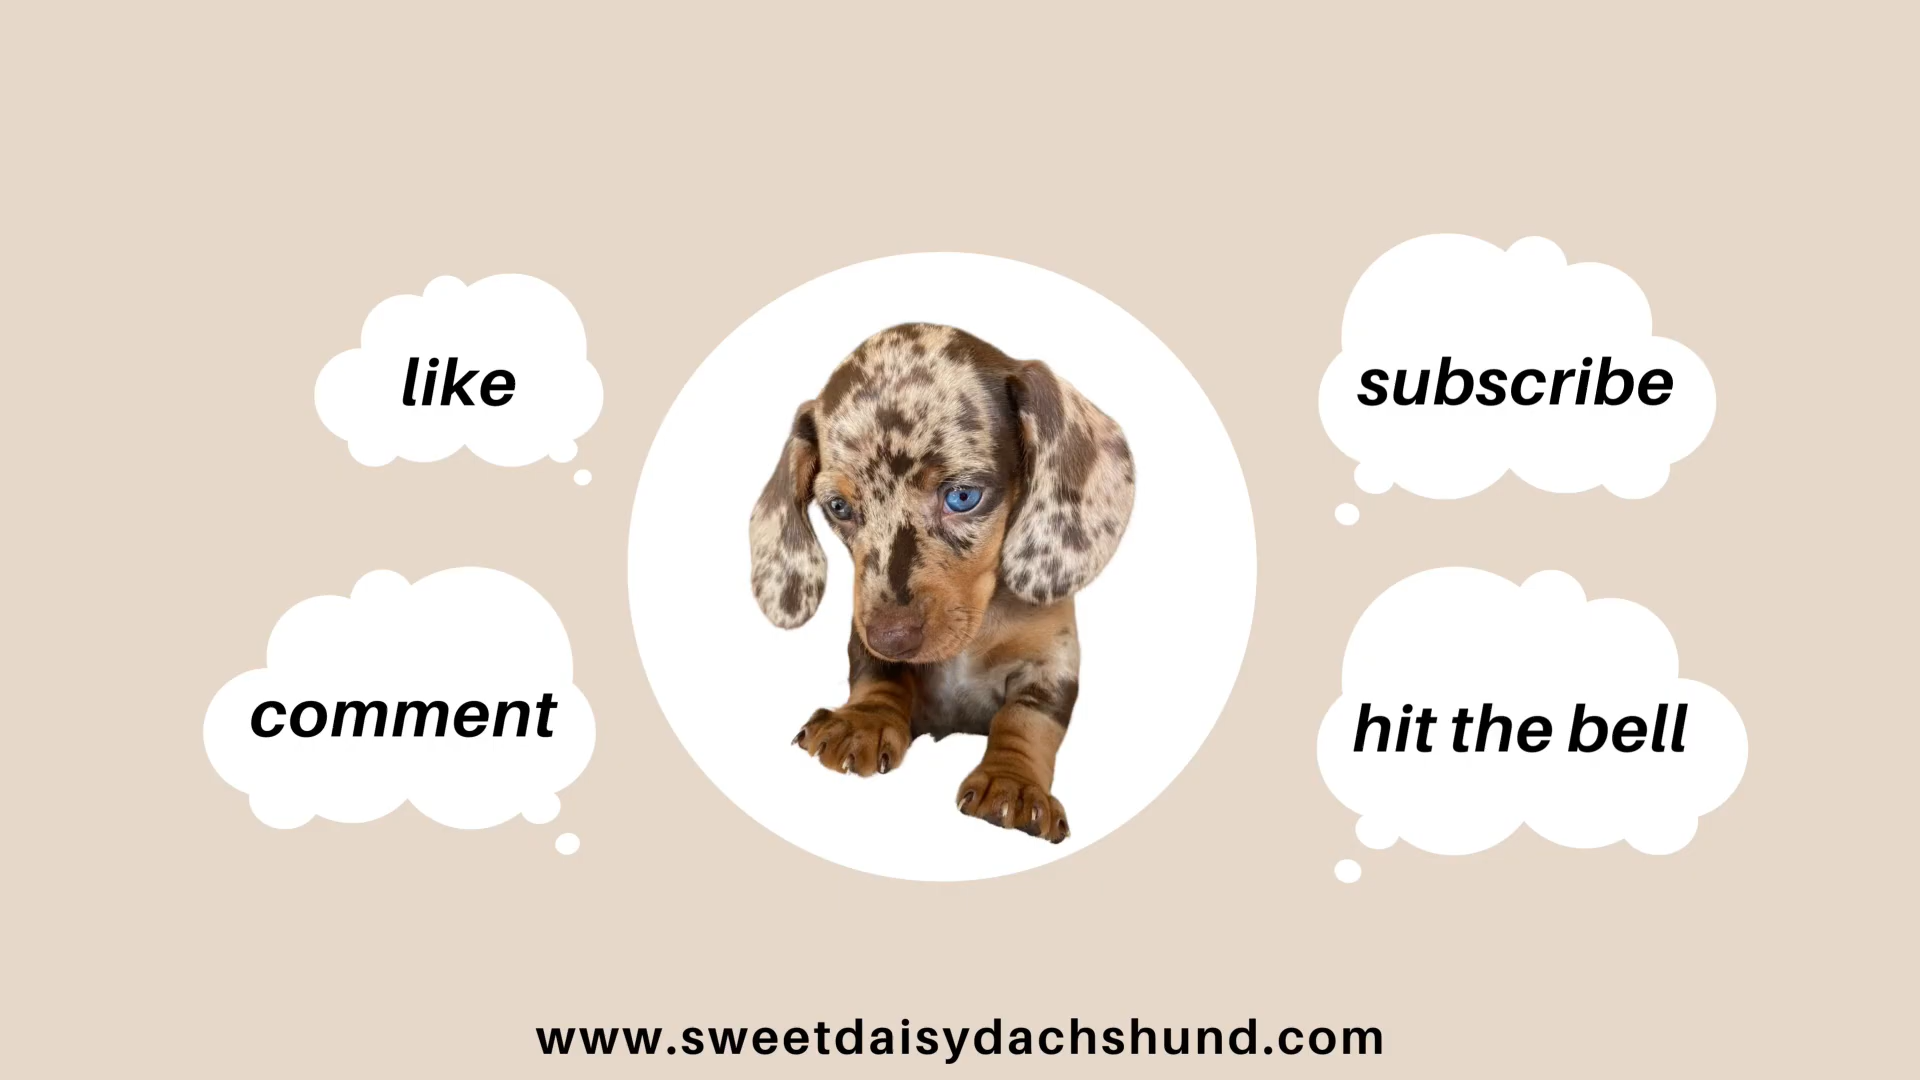 like
subscribe
comment
hit the bell
www.sweetdaisydachshund.com